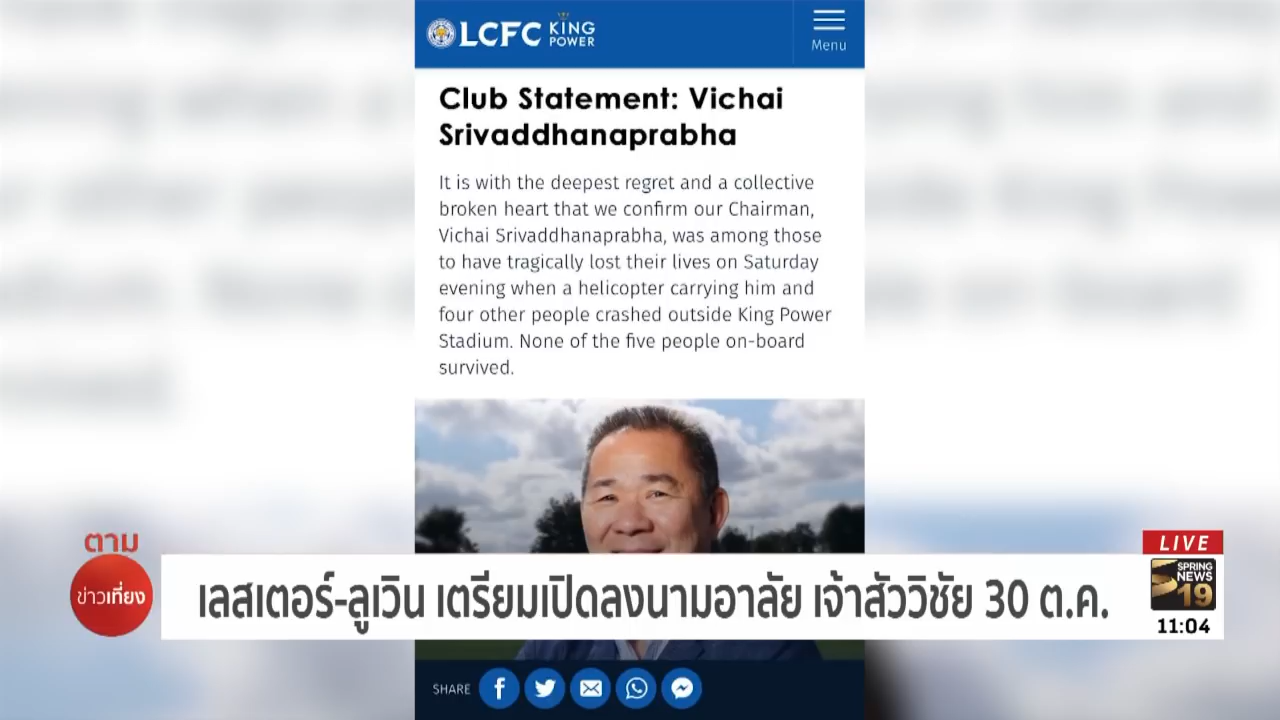 LCFC KING POWER
Menu
Club Statement: Vichai
Srivaddhanaprabha
It is with the deepest regret and a collective
broken heart that we confirm our Chairman,
Vichai Srivaddhanaprabha, was among those
to have tragically lost their lives on Saturday
evening when a helicopter carrying him and
four other people crashed outside King Power
Stadium. None of the five people on-board
survived.
ตาม
ข่าวเที่ยง
เลสเตอร์-ลูเวิน เตรียมเปิดลงนามอาลัย เจ้าสัววิชัย 30 ต.ค.
LIVE
SPRING
NEWS
19
11:04
SHARE